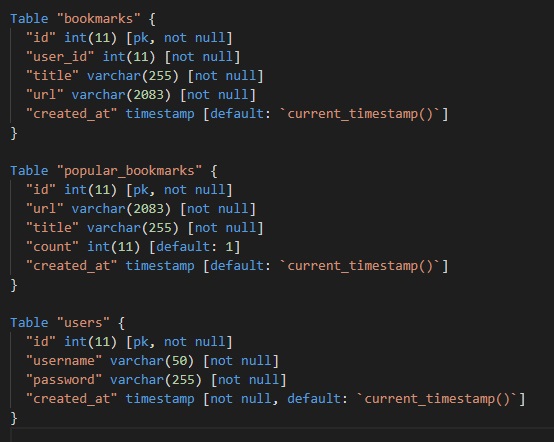 Table "bookmarks" {
"id" int(11) [pk, not null]
"user_id" int(11) [not null]
"title" varchar(255) [not null]
"url" varchar(2083) [not null]
"created_at" timestamp [default: `current_timestamp()`]
}
Table "popular_bookmarks" {
"id" int(11) [pk, not null]
"url" varchar(2083) [not null]
"title" varchar(255) [not null]
"count" int(11) [default: 1]
"created_at" timestamp [default: `current_timestamp()`]
}
Table "users" {
"id" int(11) [pk, not null]
"username" varchar(50) [not null]
"password" varchar(255) [not null]
"created_at" timestamp [not null, default: `current_timestamp()`]
}